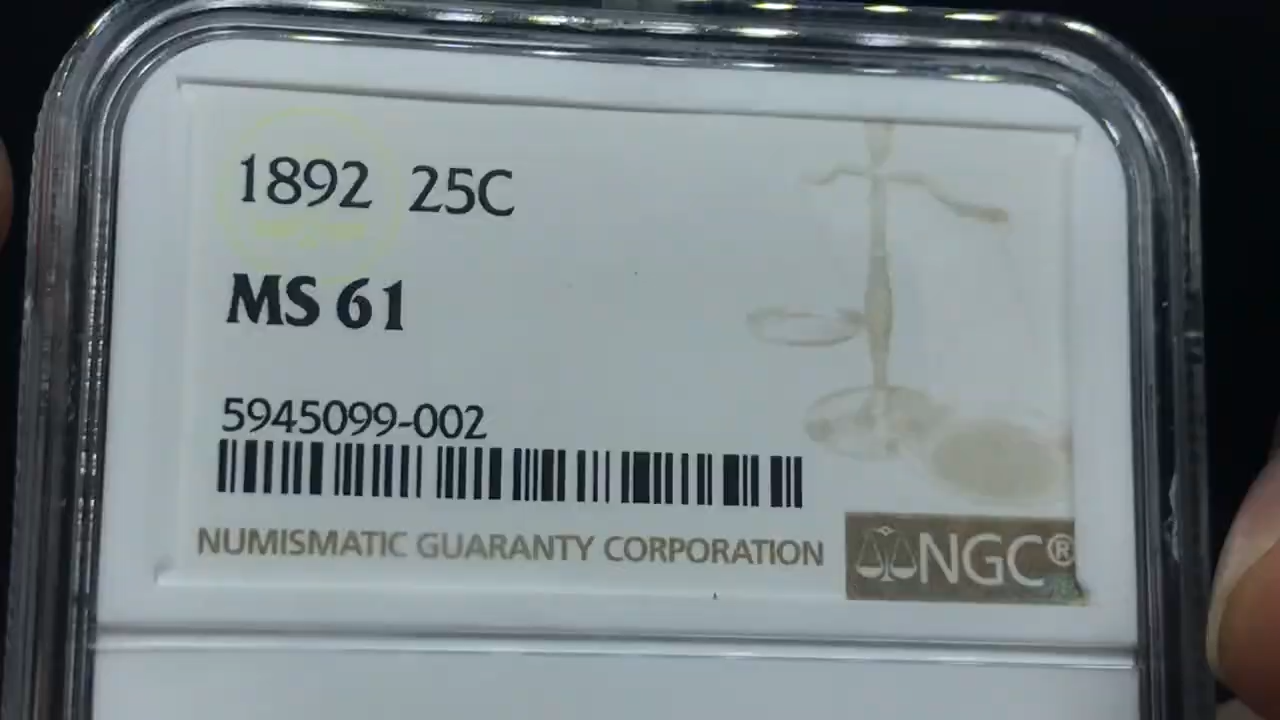 1892 25C
MS 61
5945099-002
NUMISMATIC GUARANTY CORPORATION
NGC®